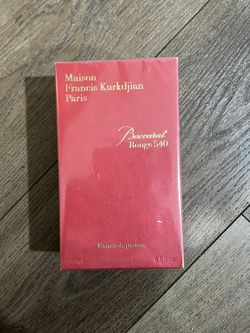 Maison
Francis Kurkdjian
Paris
Baccarat
Rouge 540
Extrait de parfum